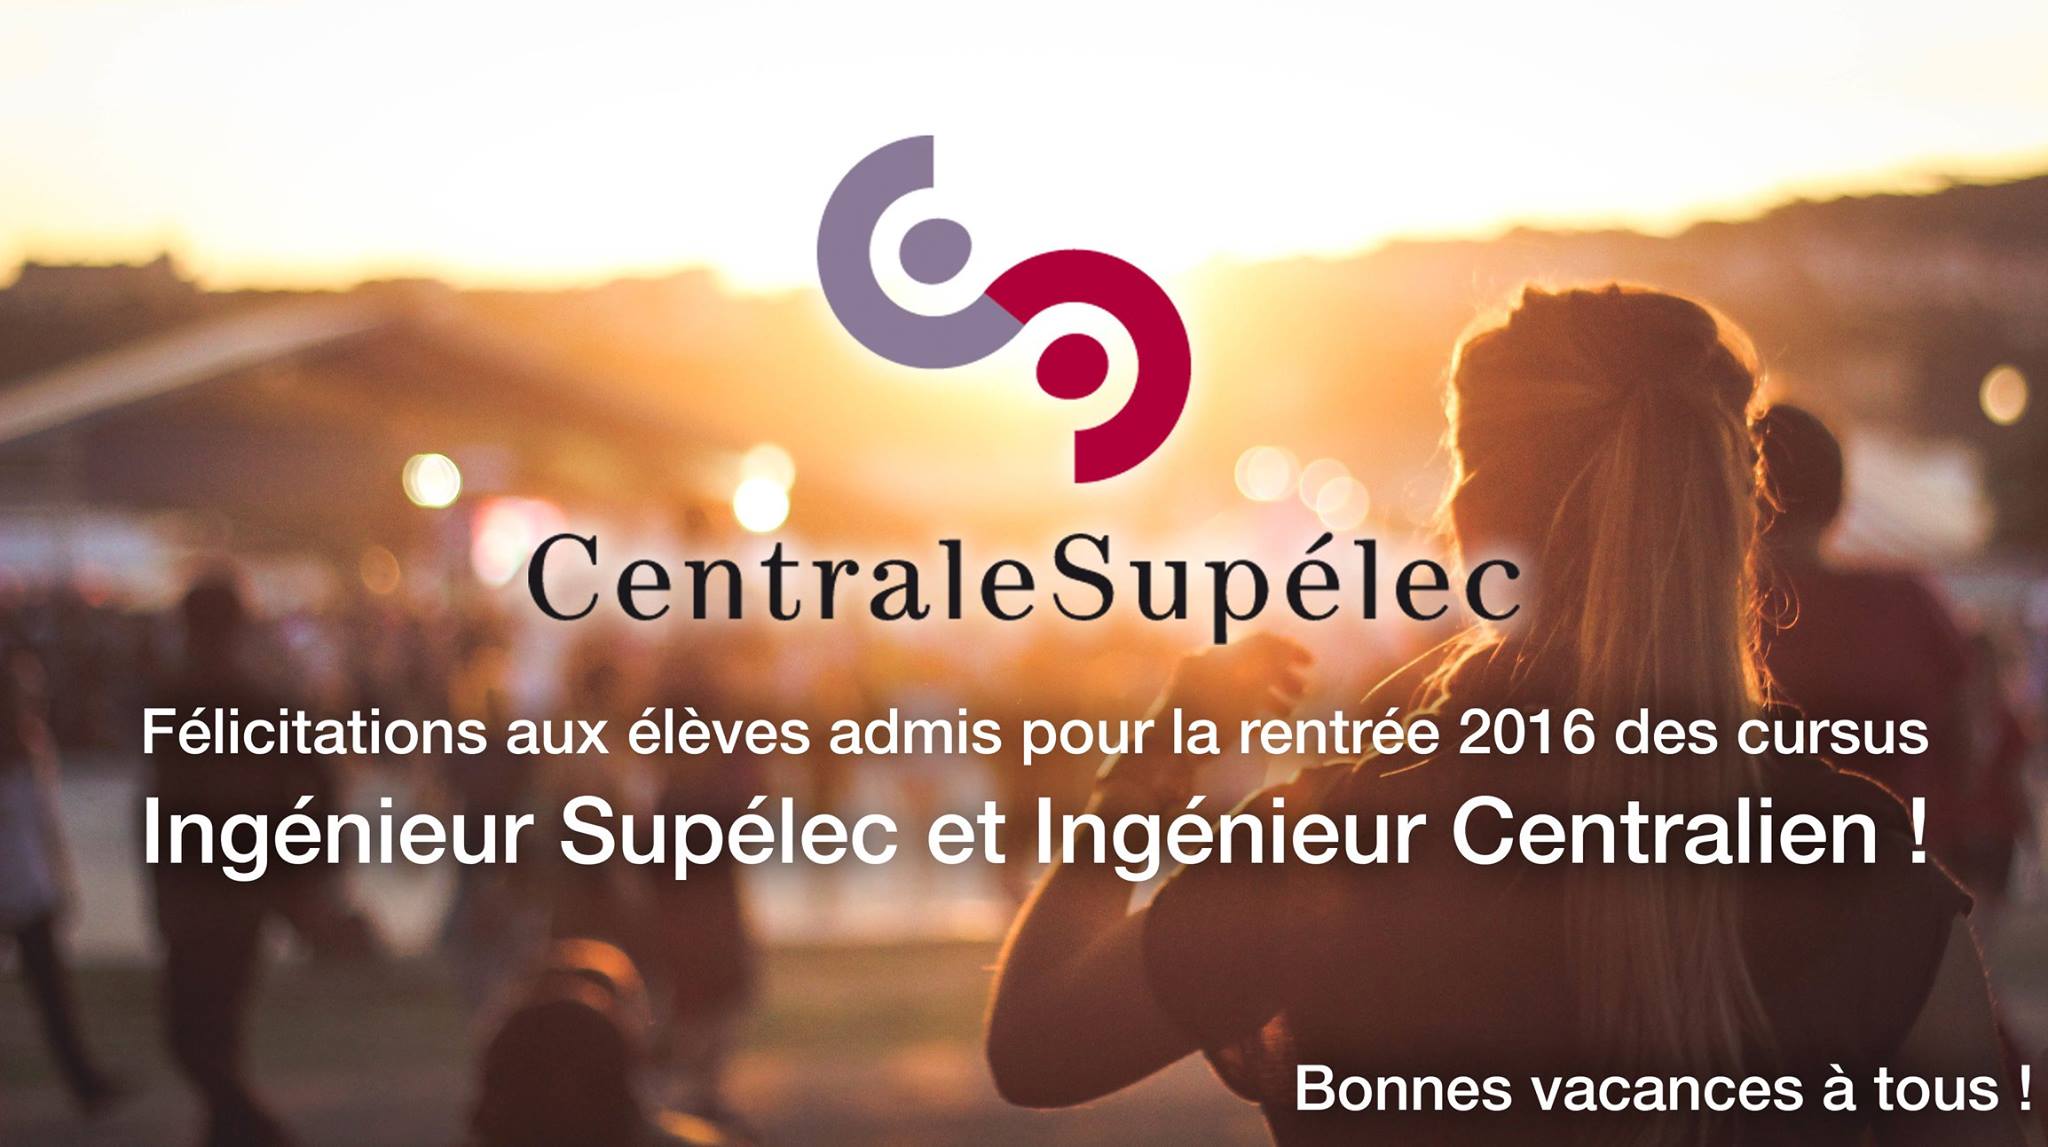 CentraleSupélec
Félicitations aux élèves admis pour la rentrée 2016 des cursus
Ingénieur Supélec et Ingénieur Centralien !
Bonnes vacances à tous !